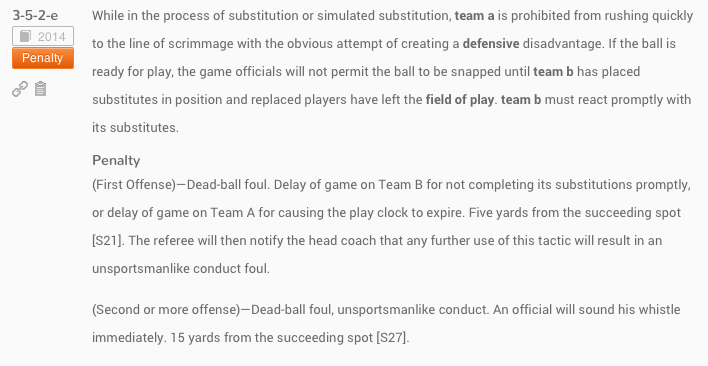 3-5-2-e
2014
Penalty
While in the process of substitution or simulated substitution, team a is prohibited from rushing quickly
to the line of scrimmage with the obvious attempt of creating a defensive disadvantage. If the ball is
ready for play, the game officials will not permit the ball to be snapped until team b has placed
substitutes in position and replaced players have left the field of play. team b must react promptly with
its substitutes.
Penalty
(First Offense)—Dead-ball foul. Delay of game on Team B for not completing its substitutions promptly,
or delay of game on Team A for causing the play clock to expire. Five yards from the succeeding spot
[S21]. The referee will then notify the head coach that any further use of this tactic will result in an
unsportsmanlike conduct foul.
(Second or more offense)—Dead-ball foul, unsportsmanlike conduct. An official will sound his whistle
immediately. 15 yards from the succeeding spot [S27].